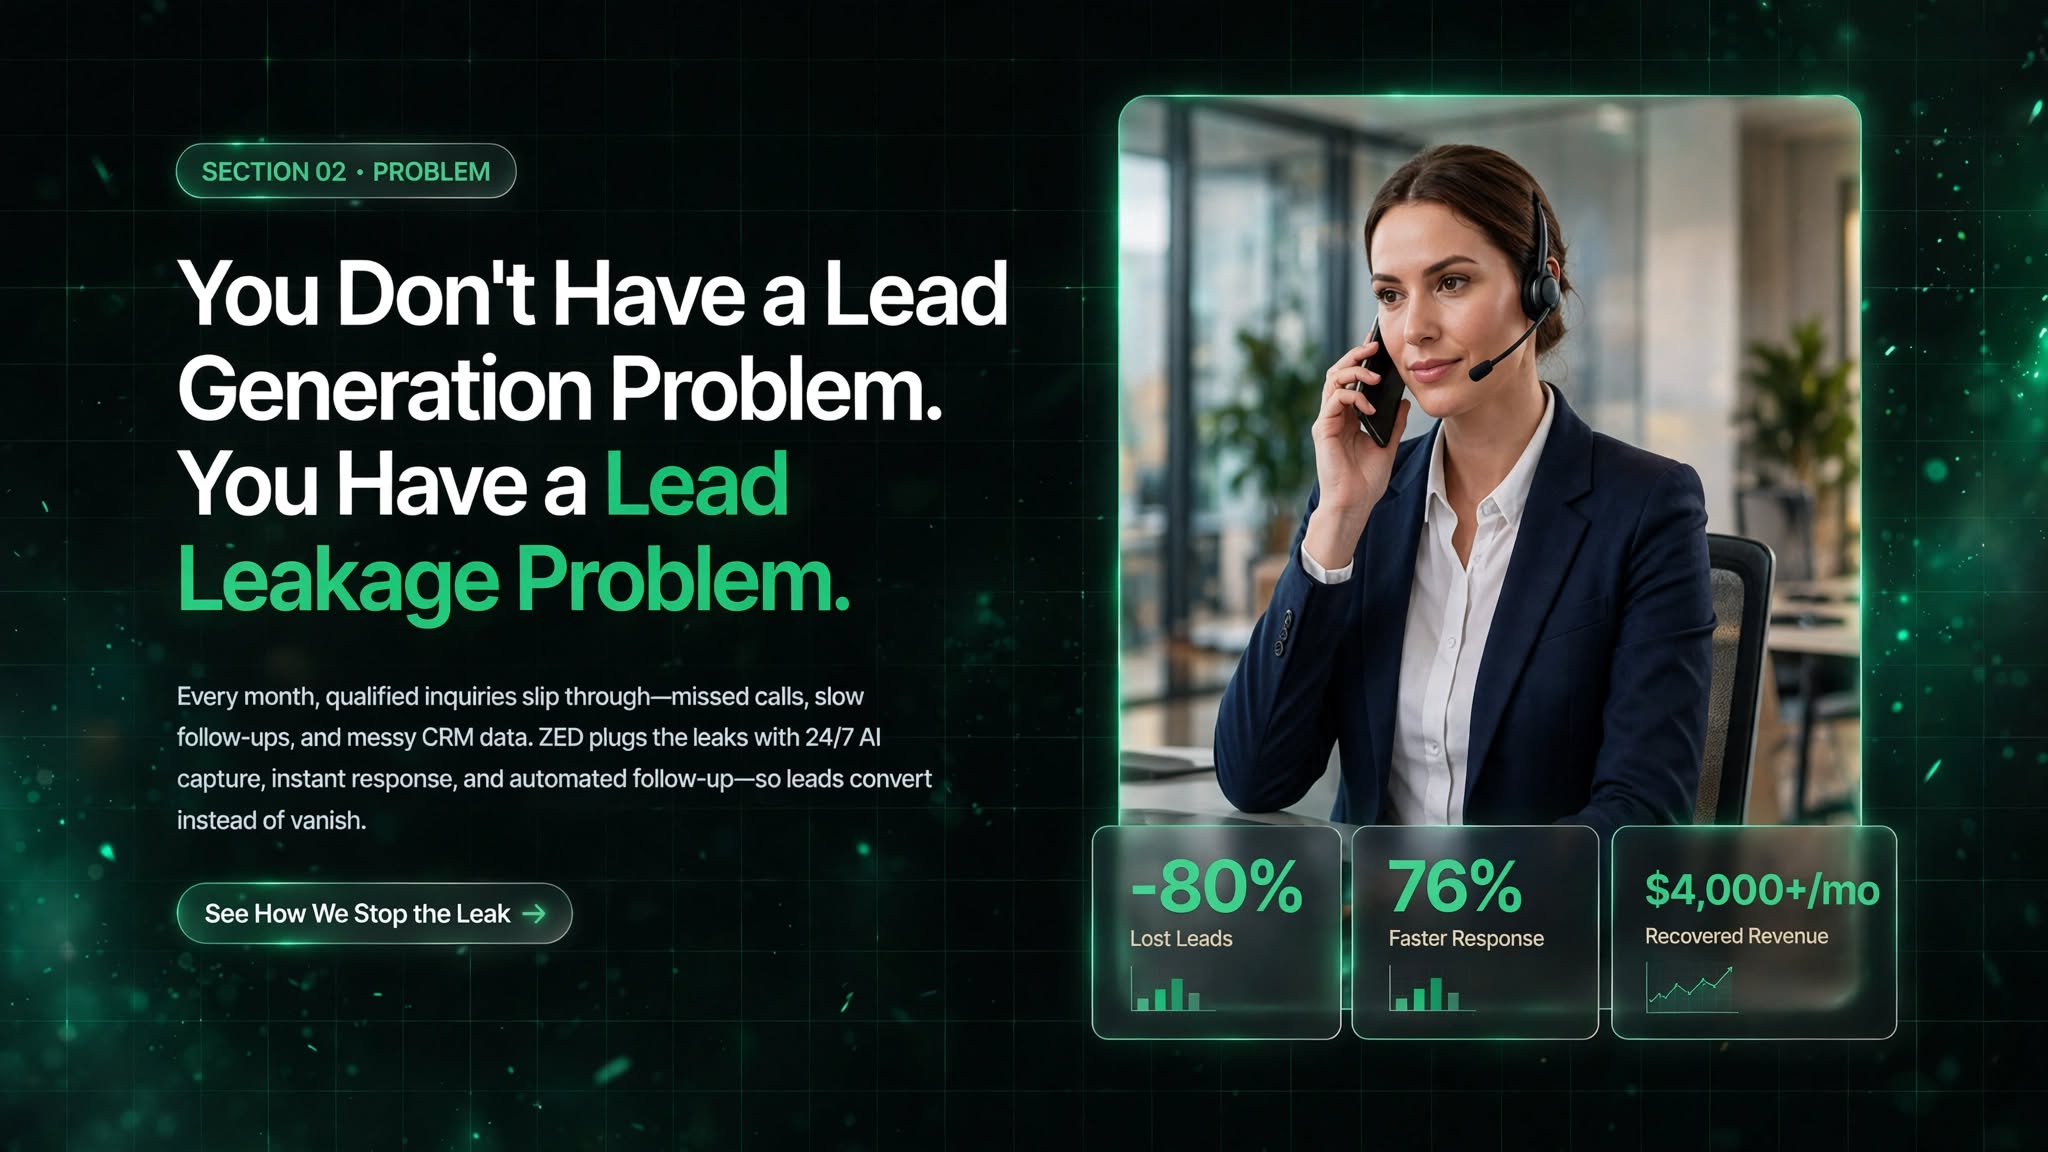 SECTION 02 • PROBLEM
You Don't Have a Lead
Generation Problem.
You Have a Lead
Leakage Problem.
Every month, qualified inquiries slip through—missed calls, slow
follow-ups, and messy CRM data. ZED plugs the leaks with 24/7 AI
capture, instant response, and automated follow-up—so leads convert
instead of vanish.
See How We Stop the Leak →
-80%
Lost Leads
76%
Faster Response
$4,000+/mo
Recovered Revenue